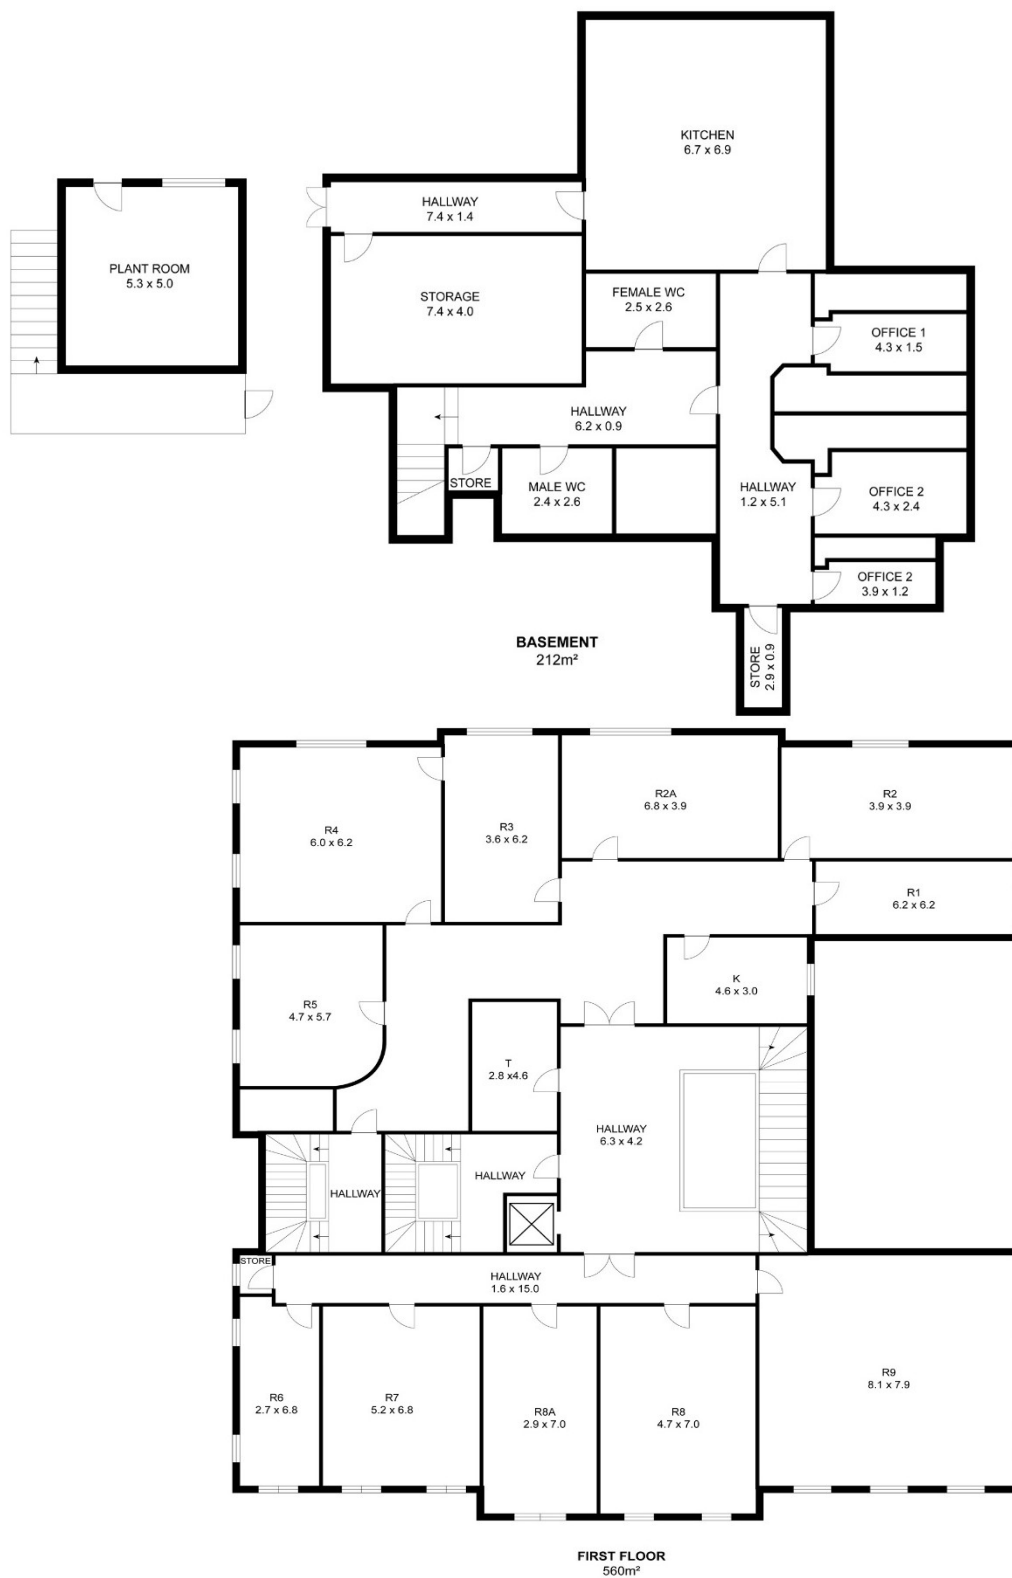 KITCHEN
6.7 x 6.9
HALLWAY
7.4 x 1.4
PLANT ROOM
5.3 x 5.0
STORAGE
7.4 x 4.0
FEMALE WC
2.5 x 2.6
OFFICE 1
4.3 x 1.5
HALLWAY
6.2 x 0.9
STORE
MALE WC
2.4 x 2.6
HALLWAY
1.2 x 5.1
OFFICE 2
4.3 x 2.4
OFFICE 2
3.9 x 1.2
STORE
2.9 x 0.9
BASEMENT
212m²
R4
6.0 x 6.2
R3
3.6 x 6.2
R2A
6.8 x 3.9
R2
3.9 x 3.9
R1
6.2 x 6.2
K
4.6 x 3.0
R5
4.7 x 5.7
T
2.8 x4.6
HALLWAY
6.3 x 4.2
HALLWAY
HALLWAY
STORE
HALLWAY
1.6 x 15.0
R6
2.7 x 6.8
R7
5.2 x 6.8
R8A
2.9 x 7.0
R8
4.7 x 7.0
R9
8.1 x 7.9
FIRST FLOOR
560m²